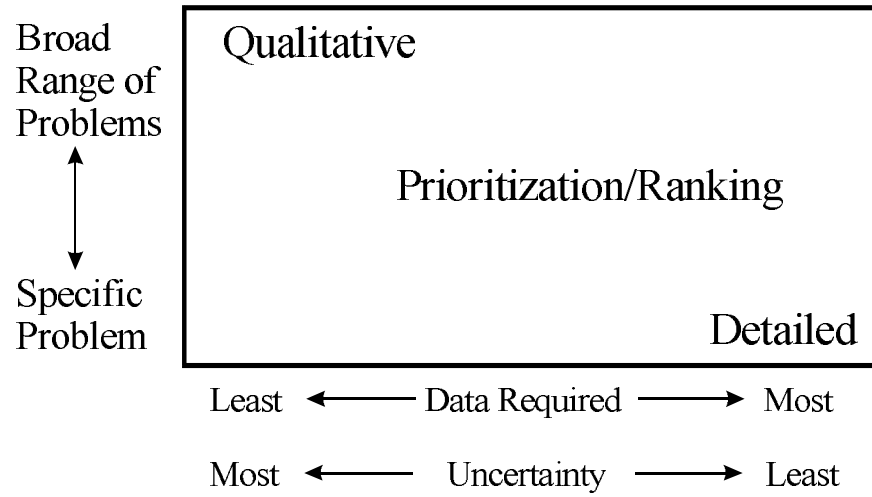 Broad
Range of
Problems
Qualitative
Prioritization/Ranking
Specific
Problem
Detailed
Least Data Required Most
Most Uncertainty Least